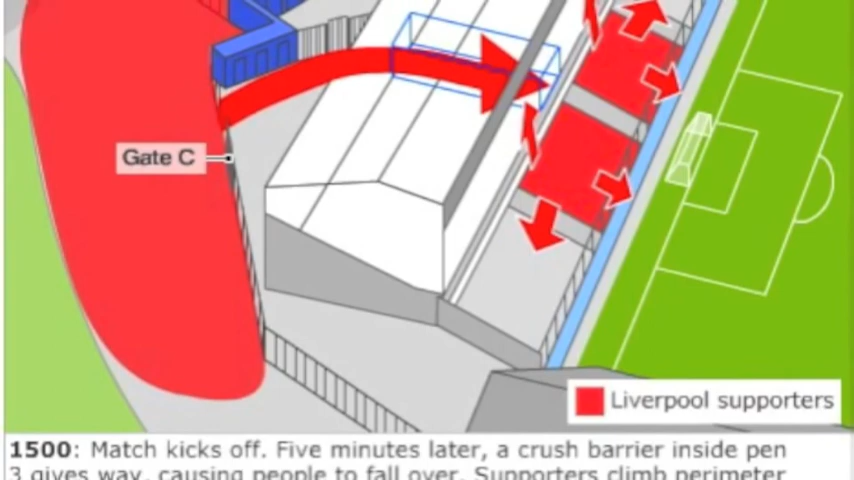 Gate C
Liverpool supporters
1500: Match kicks off. Five minutes later, a crush barrier inside pen
3 gives way, causing people to fall over. Supporters climb perimeter